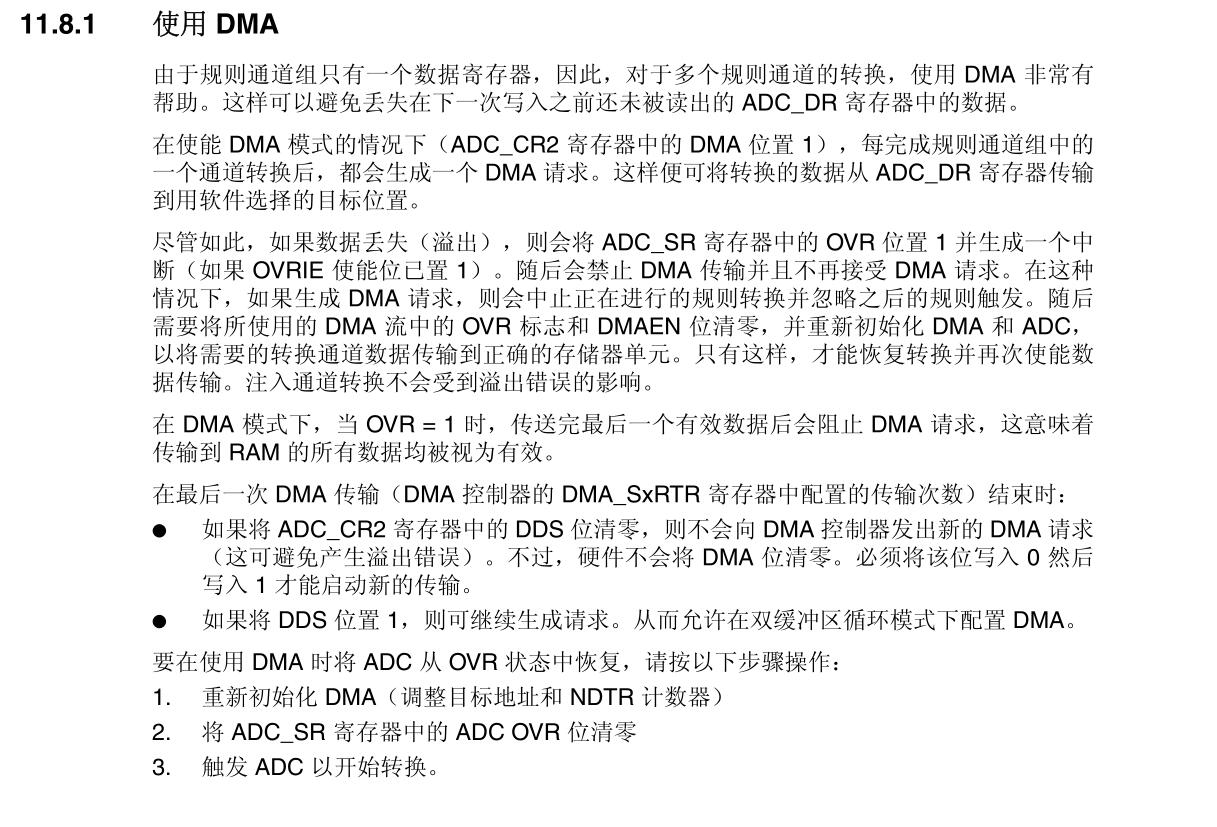 11.8.1 使用 DMA
由于规则通道组只有一个数据寄存器，因此，对于多个规则通道的转换，使用 DMA 非常有
帮助。这样可以避免丢失在下一次写入之前还未被读出的 ADC_DR 寄存器中的数据。
在使能 DMA 模式的情况下（ADC_CR2 寄存器中的 DMA 位置 1），每完成规则通道组中的
一个通道转换后，都会生成一个 DMA 请求。这样便可将转换的数据从 ADC_DR 寄存器传输
到用软件选择的目标位置。
尽管如此，如果数据丢失（溢出），则会将 ADC_SR 寄存器中的 OVR 位置 1 并生成一个中
断（如果 OVRIE 使能位已置 1）。随后会禁止 DMA 传输并且不再接受 DMA 请求。在这种
情况下，如果生成 DMA 请求，则会中止正在进行的规则转换并忽略之后的规则触发。随后
需要将所使用的 DMA 流中的 OVR 标志和 DMAEN 位清零，并重新初始化 DMA 和 ADC，
以将需要的转换通道数据传输到正确的存储器单元。只有这样，才能恢复转换并再次使能数
据传输。注入通道转换不会受到溢出错误的影响。
在 DMA 模式下，当 OVR = 1 时，传送完最后一个有效数据后会阻止 DMA 请求，这意味着
传输到 RAM 的所有数据均被视为有效。
在最后一次 DMA 传输（DMA 控制器的 DMA_SxRTR 寄存器中配置的传输次数）结束时：
● 如果将 ADC_CR2 寄存器中的 DDS 位清零，则不会向 DMA 控制器发出新的 DMA 请求
（这可避免产生溢出错误）。不过，硬件不会将 DMA 位清零。必须将该位写入 0 然后
写入 1 才能启动新的传输。
● 如果将 DDS 位置 1，则可继续生成请求。从而允许在双缓冲区循环模式下配置 DMA。
要在使用 DMA 时将 ADC 从 OVR 状态中恢复，请按以下步骤操作：
1. 重新初始化 DMA（调整目标地址和 NDTR 计数器）
2. 将 ADC_SR 寄存器中的 ADC OVR 位清零
3. 触发 ADC 以开始转换。